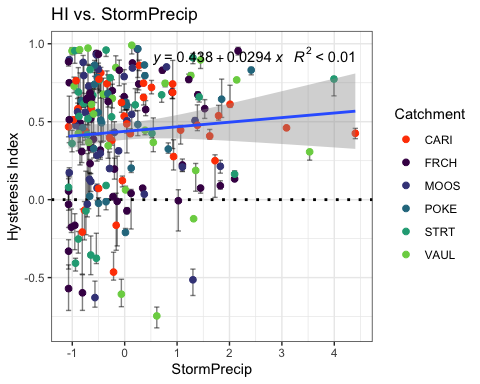 HI vs. StormPrecip
y = 0.438 + 0.0294 x R² < 0.01
1.0
0.5
0.0
-0.5
Hysteresis Index
-1 0 1 2 3 4
StormPrecip
Catchment
CARI
FRCH
MOOS
POKE
STRT
VAUL